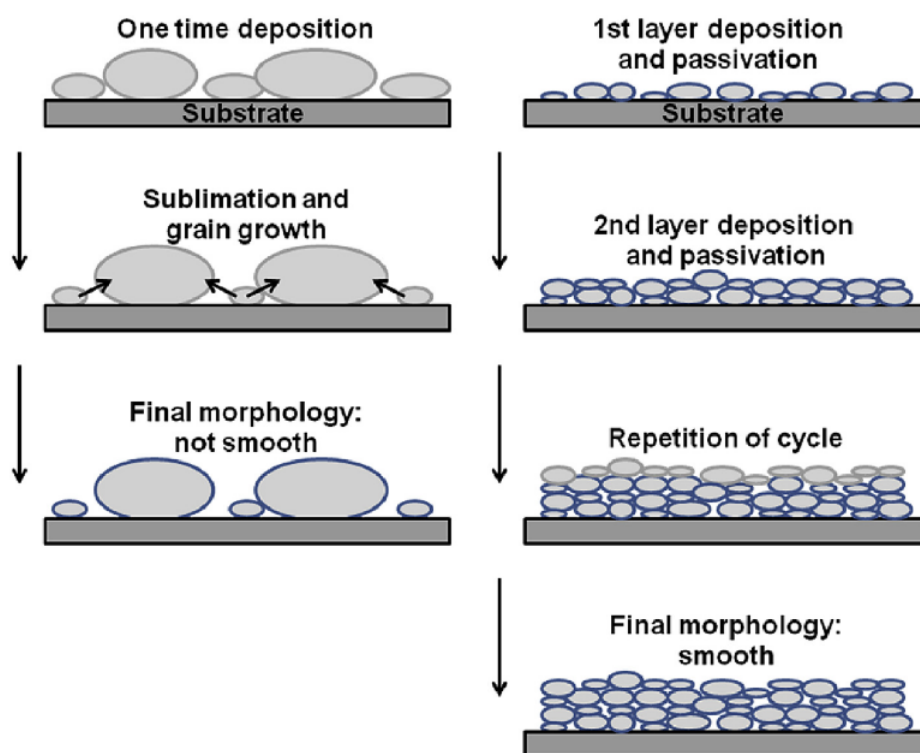 One time deposition
Substrate
Sublimation and
grain growth
Final morphology:
not smooth
1st layer deposition
and passivation
Substrate
2nd layer deposition
and passivation
Repetition of cycle
Final morphology:
smooth